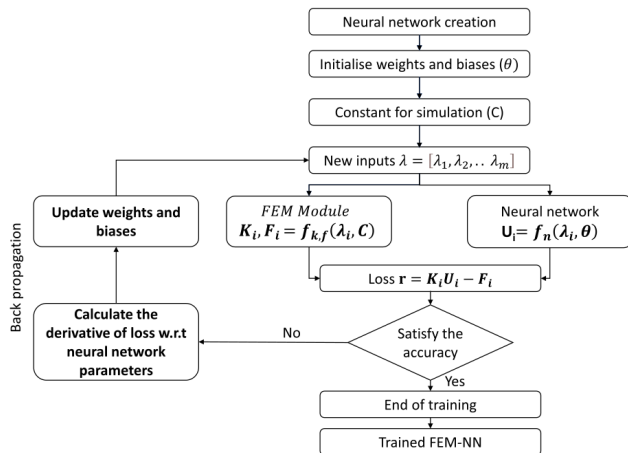 Neural network creation
Initialise weights and biases (θ)
Constant for simulation (C)
New inputs λ = [λ₁, λ₂, . . λₘ]
FEM Module
Kᵢ, Fᵢ = f_{k,f}(λᵢ, C)
Neural network
Uᵢ= fₙ(λᵢ, θ)
Loss r = KᵢUᵢ − Fᵢ
Satisfy the
accuracy
No
Yes
End of training
Trained FEM-NN
Calculate the
derivative of loss w.r.t
neural network
parameters
Update weights and
biases
Back propagation